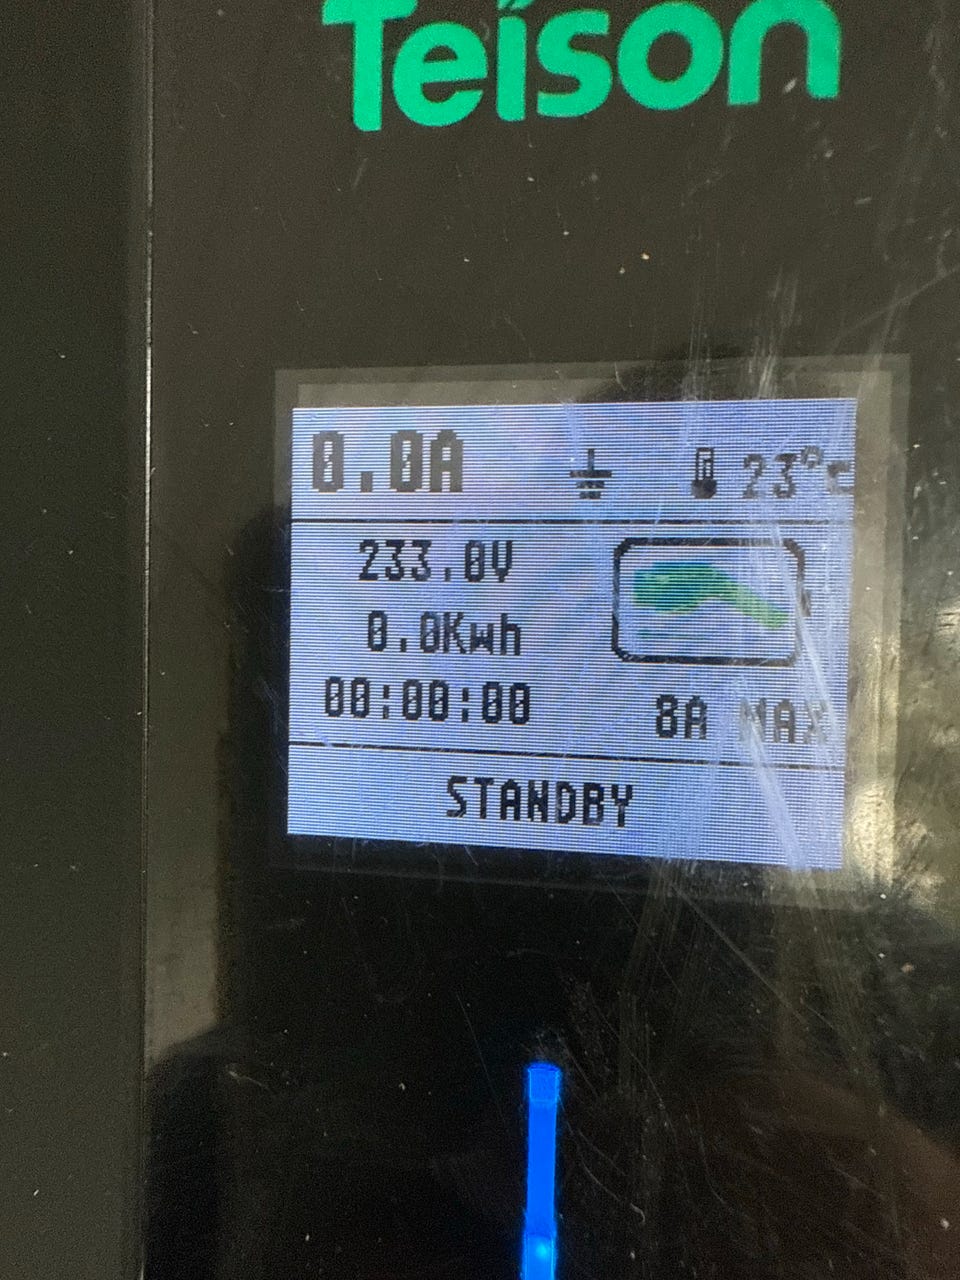 Teison
0.0A 23°C
233.0V
0.0Kwh
00:00:00 8A MAX
STANDBY